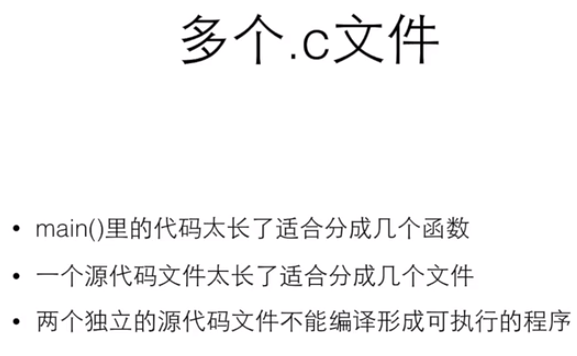 多个.c文件
• main()里的代码太长了适合分成几个函数
• 一个源代码文件太长了适合分成几个文件
• 两个独立的源代码文件不能编译形成可执行的程序